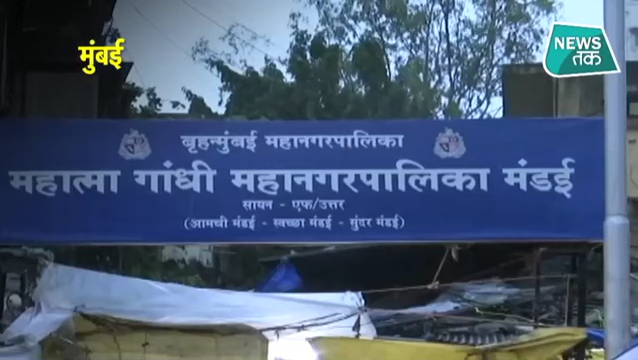 मुंबई
NEWS
तक
बृहन्मुंबई महानगरपालिका
महात्मा गांधी महानगरपालिका मंडई
सायन - एफ/उत्तर
(आमची मंडई - स्वच्छ मंडई - सुंदर मंडई)